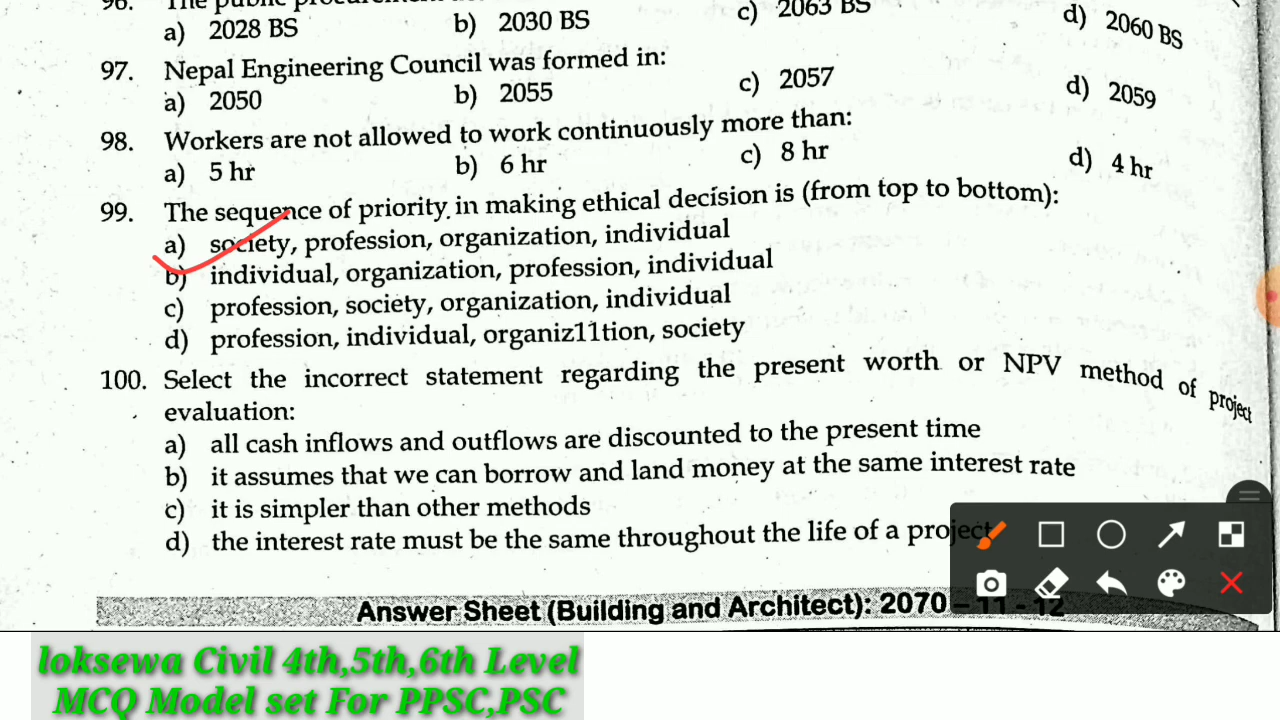 96. The public
a) 2028 BS b) 2030 BS c) 2063 BS d) 2060 BS
97. Nepal Engineering Council was formed in:
a) 2050 b) 2055 c) 2057 d) 2059
98. Workers are not allowed to work continuously more than:
a) 5 hr b) 6 hr c) 8 hr d) 4 hr
99. The sequence of priority in making ethical decision is (from top to bottom):
a) society, profession, organization, individual
b) individual, organization, profession, individual
c) profession, society, organization, individual
d) profession, individual, organiz11tion, society
100. Select the incorrect statement regarding the present worth or NPV method of project
evaluation:
a) all cash inflows and outflows are discounted to the present time
b) it assumes that we can borrow and land money at the same interest rate
c) it is simpler than other methods
d) the interest rate must be the same throughout the life of a project
Answer Sheet (Building and Architect): 2070 - 11 - 12
loksewa Civil 4th,5th,6th Level
MCQ Model set For PPSC,PSC